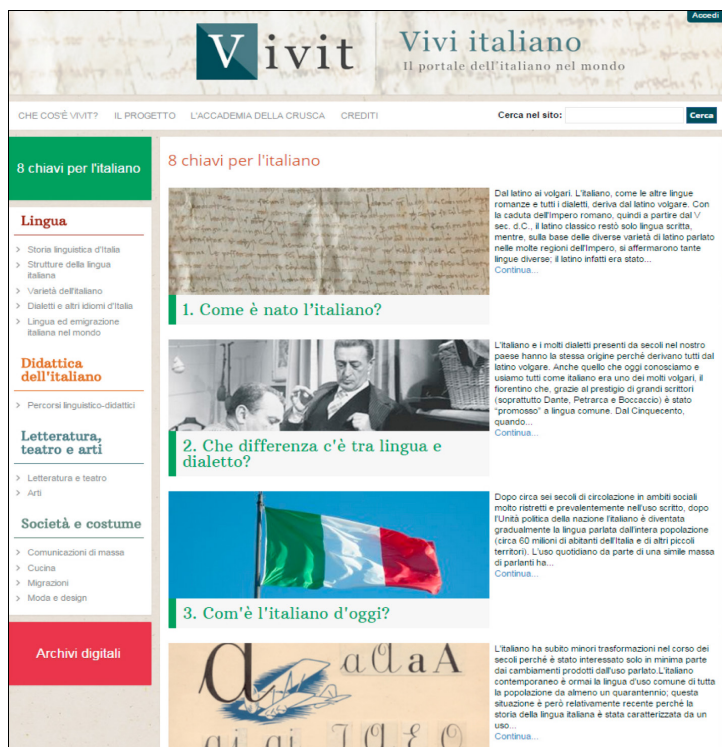 Accedi
Vivit
Vivi italiano
Il portale dell'italiano nel mondo
CHE COS'È VIVIT?
IL PROGETTO
L'ACCADEMIA DELLA CRUSCA
CREDITI
Cerca nel sito:
Cerca
8 chiavi per l'italiano
Lingua
Storia linguistica d'Italia
Strutture della lingua
italiana
Varietà dell'italiano
Dialetti e altri idiomi d'Italia
Lingua ed emigrazione
italiana nel mondo
Didattica
dell'italiano
Percorsi linguistico-didattici
Letteratura,
teatro e arti
Letteratura e teatro
Arti
Società e costume
Comunicazioni di massa
Cucina
Migrazioni
Moda e design
Archivi digitali
8 chiavi per l'italiano
1. Come è nato l'italiano?
Dal latino ai volgari. L'italiano, come le altre lingue
romanze e tutti i dialetti, deriva dal latino volgare. Con
la caduta dell'Impero romano, quindi a partire dal V
sec. d.C., il latino classico restò solo lingua scritta,
mentre, sulla base delle diverse varietà di latino parlato
nelle molte regioni dell'Impero, si affermarono tante
lingue diverse; il latino infatti era stato...
Continua...
2. Che differenza c'è tra lingua e
dialetto?
L'italiano e i molti dialetti presenti da secoli nel nostro
paese hanno la stessa origine perché derivano tutti dal
latino volgare. Anche quello che oggi conosciamo e
usiamo tutti come italiano era uno dei molti volgari, il
fiorentino che, grazie al prestigio di grandi scrittori
(soprattutto Dante, Petrarca e Boccaccio) è stato
"promosso" a lingua comune. Dal Cinquecento,
quando...
Continua...
3. Com'è l'italiano d'oggi?
Dopo circa sei secoli di circolazione in ambiti sociali
molto ristretti e prevalentemente nell'uso scritto, dopo
l'Unità politica della nazione l'italiano è diventata
gradualmente la lingua parlata dall'intera popolazione
(circa 60 milioni di abitanti dell'Italia e di altri piccoli
territori). L'uso quotidiano da parte di una simile massa
di parlanti ha...
Continua...
a a a A
L'italiano ha subito minori trasformazioni nel corso dei
secoli perché è stato interessato solo in minima parte
dai cambiamenti prodotti dall'uso parlato.L'italiano
contemporaneo è ormai la lingua d'uso comune di tutta
la popolazione da almeno un quarantennio; questa
situazione è però relativamente recente perché la
storia della lingua italiana è stata caratterizzata da un
uso...
Continua...